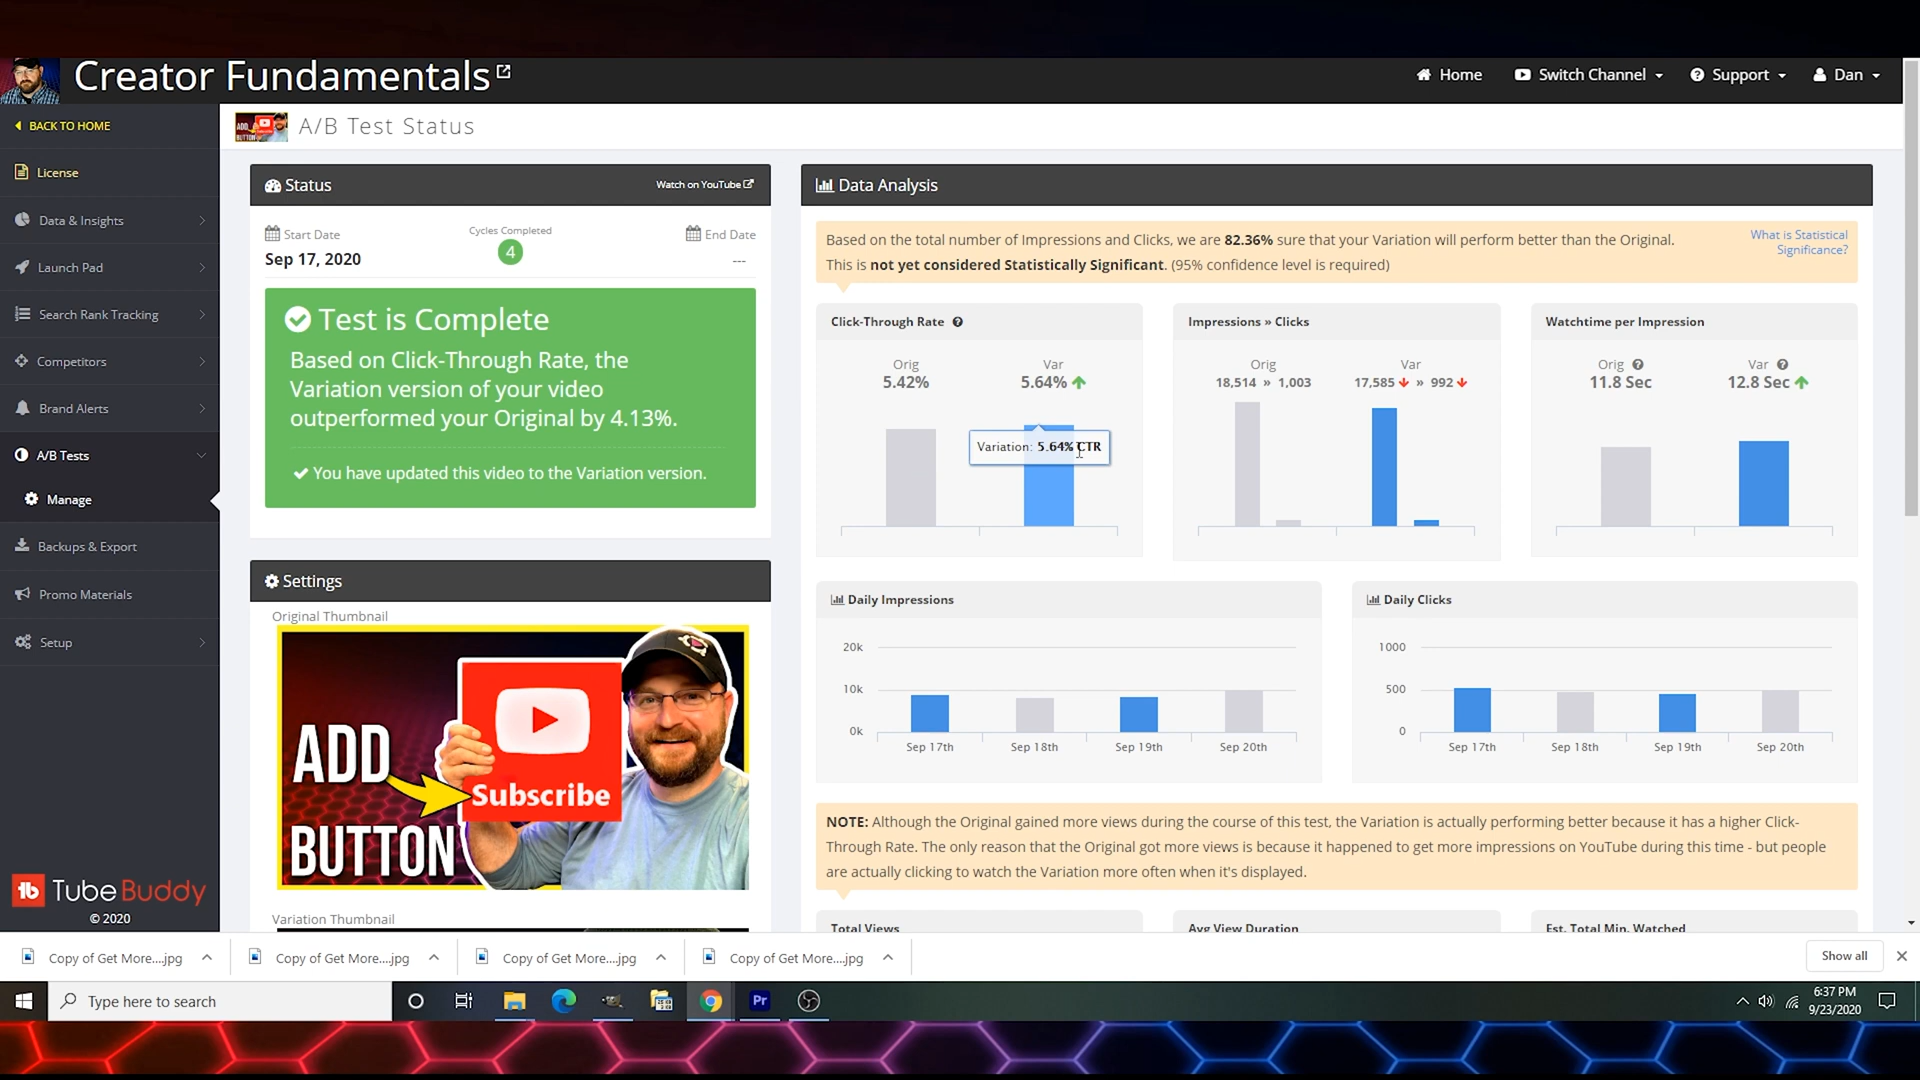 Creator Fundamentals
Home
Switch Channel
Support
Dan
BACK TO HOME
License
Data & Insights
Launch Pad
Search Rank Tracking
Competitors
Brand Alerts
A/B Tests
Manage
Backups & Export
Promo Materials
Setup
TubeBuddy
© 2020
A/B Test Status
Status
Watch on YouTube
Start Date
Cycles Completed
End Date
Sep 17, 2020
4
---
Test is Complete
Based on Click-Through Rate, the
Variation version of your video
outperformed your Original by 4.13%.
You have updated this video to the Variation version.
Settings
Original Thumbnail
ADD
BUTTON
Subscribe
Variation Thumbnail
Data Analysis
Based on the total number of Impressions and Clicks, we are 82.36% sure that your Variation will perform better than the Original.
This is not yet considered Statistically Significant. (95% confidence level is required)
What is Statistical
Significance?
Click-Through Rate
Orig
Var
5.42%
5.64%
Variation: 5.64% CTR
Impressions » Clicks
Orig
Var
18,514 » 1,003
17,585 » 992
Watchtime per Impression
Orig
Var
11.8 Sec
12.8 Sec
Daily Impressions
20k
10k
0k
Sep 17th
Sep 18th
Sep 19th
Sep 20th
Daily Clicks
1000
500
0
Sep 17th
Sep 18th
Sep 19th
Sep 20th
NOTE: Although the Original gained more views during the course of this test, the Variation is actually performing better because it has a higher Click-
Through Rate. The only reason that the Original got more views is because it happened to get more impressions on YouTube during this time - but people
are actually clicking to watch the Variation more often when it's displayed.
Total Views
Avg View Duration
Est. Total Min. Watched
Copy of Get More....jpg
Copy of Get More....jpg
Copy of Get More....jpg
Copy of Get More....jpg
Show all
Type here to search
Pr
6:37 PM
9/23/2020